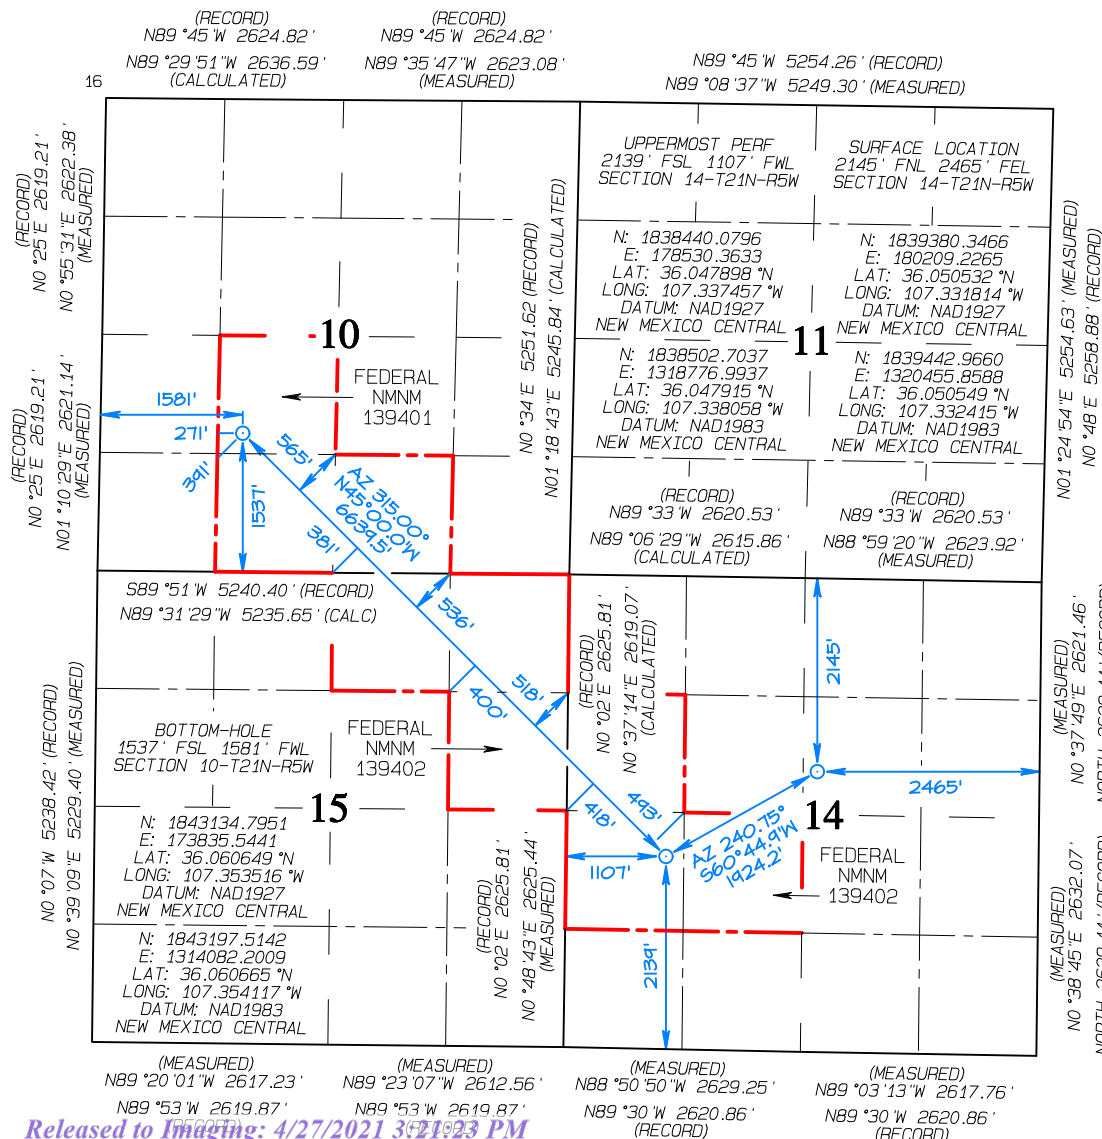 (RECORD)
N89°45'W 2624.82'
N89°29'51"W 2636.59'
(CALCULATED)
(RECORD)
N89°45'W 2624.82'
N89°35'47"W 2623.08'
(MEASURED)
N89°45'W 5254.26' (RECORD)
N89°08'37"W 5249.30' (MEASURED)
16
(RECORD)
N0°25'E 2619.21'
N0°55'31"E 2622.38'
(MEASURED)
(RECORD)
N0°25'E 2619.21'
N01°10'29"E 2621.14'
(MEASURED)
UPPERMOST PERF
2139' FSL 1107' FWL
SECTION 14-T21N-R5W
SURFACE LOCATION
2145' FNL 2465' FEL
SECTION 14-T21N-R5W
N: 1838440.0796
E: 178530.3633
LAT: 36.047898°N
LONG: 107.337457°W
DATUM: NAD1927
NEW MEXICO CENTRAL
N: 1839380.3466
E: 180209.2265
LAT: 36.050532°N
LONG: 107.331814°W
DATUM: NAD1927
NEW MEXICO CENTRAL
N: 1838502.7037
E: 1318776.9937
LAT: 36.047915°N
LONG: 107.338058°W
DATUM: NAD1983
NEW MEXICO CENTRAL
N: 1839442.9660
E: 1320455.8588
LAT: 36.050549°N
LONG: 107.332415°W
DATUM: NAD1983
NEW MEXICO CENTRAL
10
11
N0°34'E 5251.62 (RECORD)
N01°18'43"E 5245.84' (CALCULATED)
N01°24'54"E 5254.63' (MEASURED)
N0°48'E 5258.88' (RECORD)
FEDERAL
NMNM
139401
1581'
271'
391'
1537'
565'
AZ 315.00°
N45°00.0'W
6639.5'
381'
536'
518'
400'
(RECORD)
N89°33'W 2620.53'
N89°06'29"W 2615.86'
(CALCULATED)
(RECORD)
N89°33'W 2620.53'
N88°59'20"W 2623.92'
(MEASURED)
S89°51'W 5240.40' (RECORD)
N89°31'29"W 5235.65' (CALC)
(RECORD)
N0°02'E 2625.81'
N0°37'14"E 2619.07'
(CALCULATED)
2145'
2465'
(MEASURED)
N0°37'49"E 2621.46'
N0°07'W 5238.42' (RECORD)
N0°39'09"E 5229.40' (MEASURED)
BOTTOM-HOLE
1537' FSL 1581' FWL
SECTION 10-T21N-R5W
FEDERAL
NMNM
139402
15
14
N: 1843134.7951
E: 173835.5441
LAT: 36.060649°N
LONG: 107.353516°W
DATUM: NAD1927
NEW MEXICO CENTRAL
N: 1843197.5142
E: 1314082.2009
LAT: 36.060665°N
LONG: 107.354117°W
DATUM: NAD1983
NEW MEXICO CENTRAL
418'
493'
AZ 240.75°
S60°44.9'W
1924.2'
1107'
2139'
FEDERAL
NMNM
139402
(RECORD)
N0°02'E 2625.81'
N0°48'43"E 2625.44'
(MEASURED)
(MEASURED)
N0°38'45"E 2632.07'
(MEASURED)
N89°20'01"W 2617.23'
N89°53'W 2619.87'
(RECORD)
(MEASURED)
N89°23'07"W 2612.56'
N89°53'W 2619.87'
(RECORD)
(MEASURED)
N88°50'50"W 2629.25'
N89°30'W 2620.86'
(RECORD)
(MEASURED)
N89°03'13"W 2617.76'
N89°30'W 2620.86'
(RECORD)
Released to Imaging: 4/27/2021 3:21:23 PM